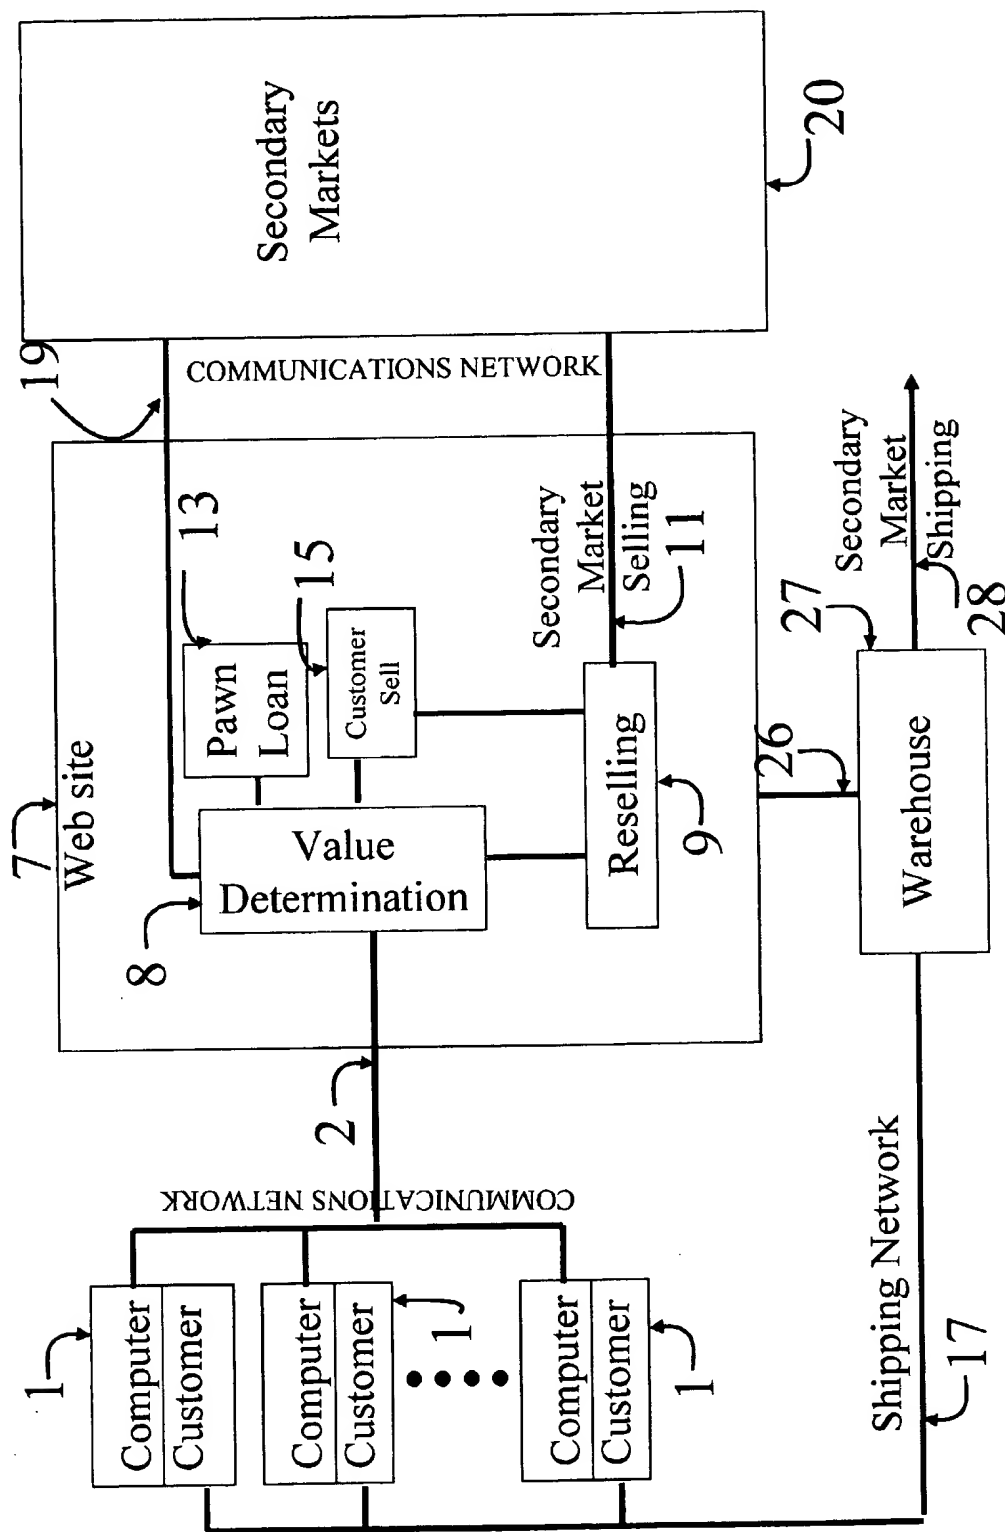 1
Computer
Customer
Computer
Customer
1
Computer
Customer
1
COMMUNICATIONS NETWORK
2
7
Web site
8
Value
Determination
Pawn
Loan
13
Customer
Sell
15
Reselling
9
Secondary
Market
Selling
11
19
COMMUNICATIONS NETWORK
Secondary
Markets
20
Shipping Network
17
Warehouse
26
27
Secondary
Market
Shipping
28